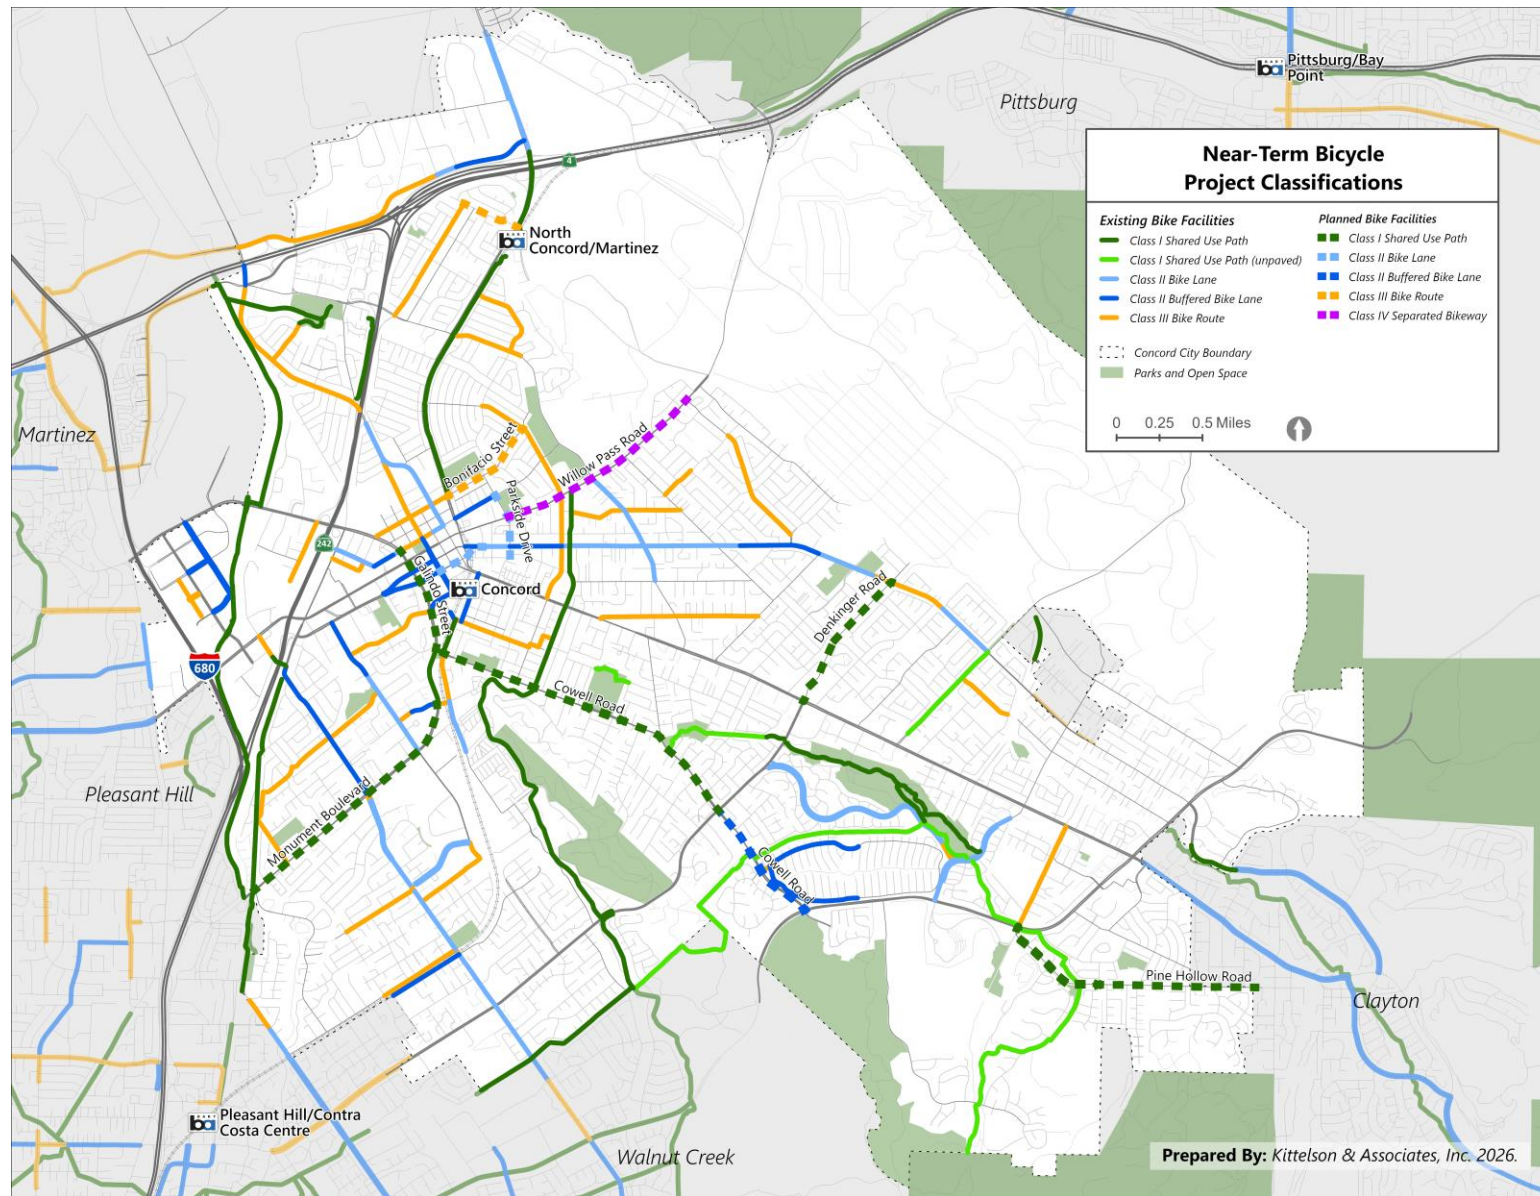 Pittsburg/Bay
Point
Pittsburg
Near-Term Bicycle
Project Classifications
Existing Bike Facilities
Class I Shared Use Path
Class I Shared Use Path (unpaved)
Class II Bike Lane
Class II Buffered Bike Lane
Class III Bike Route
Planned Bike Facilities
Class I Shared Use Path
Class II Bike Lane
Class II Buffered Bike Lane
Class III Bike Route
Class IV Separated Bikeway
Concord City Boundary
Parks and Open Space
0 0.25 0.5 Miles
4
North
Concord/Martinez
Martinez
Bonifacio Street
Willow Pass Road
Parkside Drive
242
Galindo Street
Concord
Denkinger Road
680
Cowell Road
Pleasant Hill
Monument Boulevard
Cowell Road
Pine Hollow Road
Clayton
Pleasant Hill/Contra
Costa Centre
Walnut Creek
Prepared By: Kittelson & Associates, Inc. 2026.